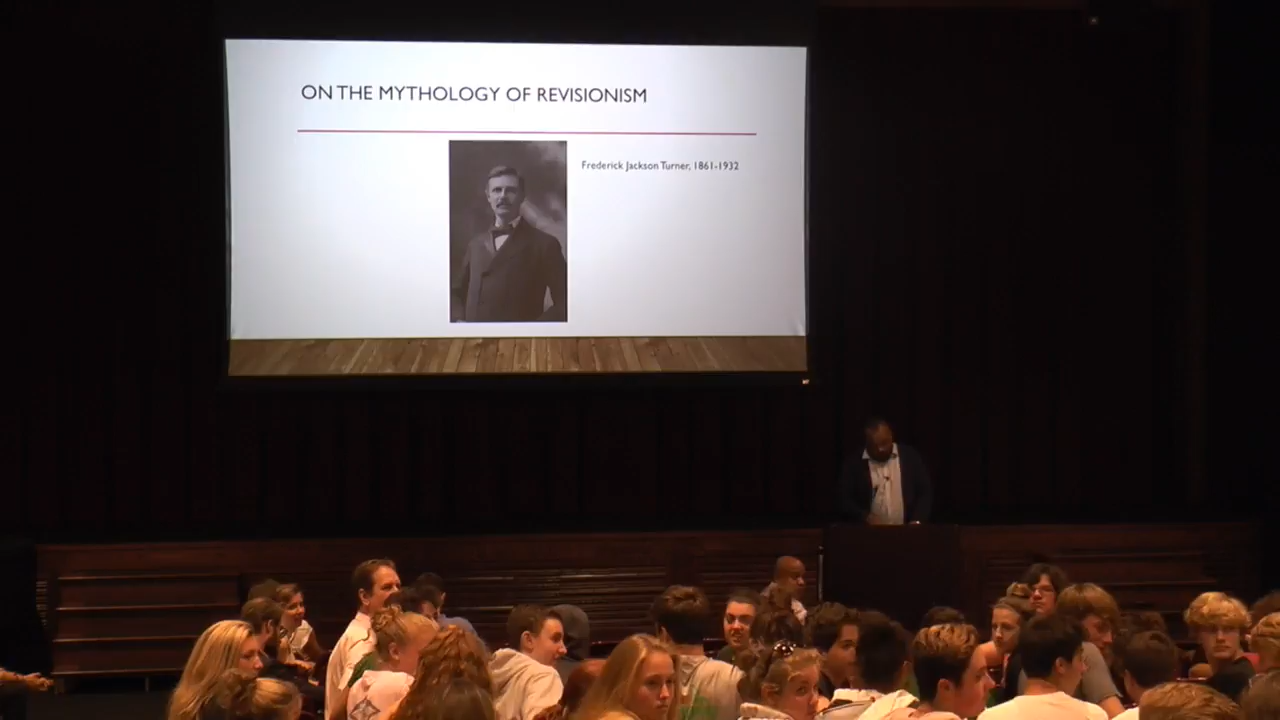 ON THE MYTHOLOGY OF REVISIONISM
Frederick Jackson Turner, 1861-1932